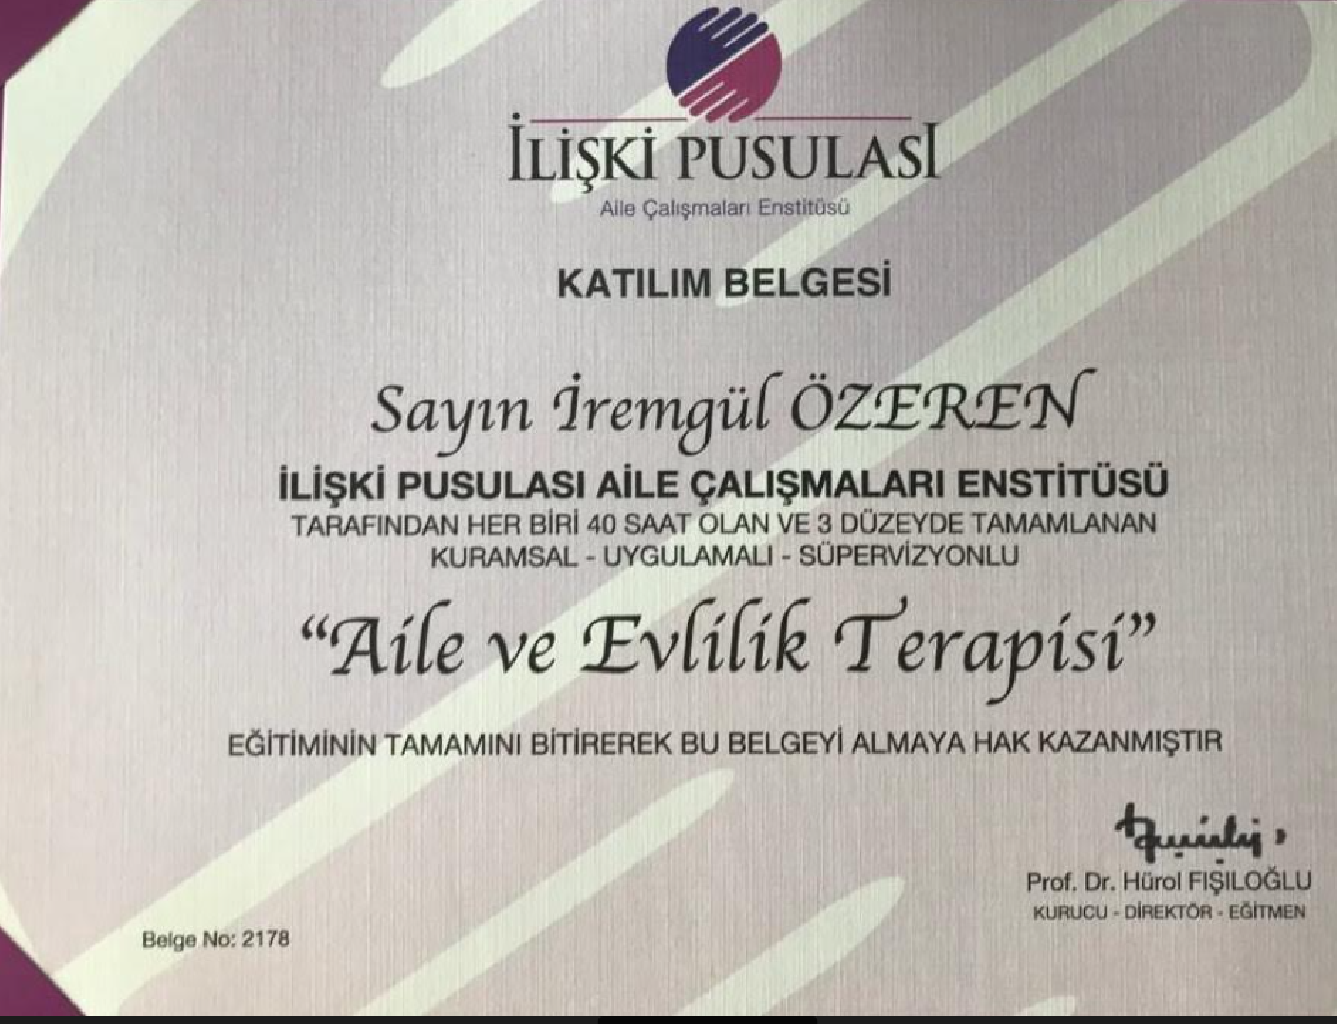 İLİŞKİ PUSULASI
Aile Çalışmaları Enstitüsü
KATILIM BELGESİ
Sayın İremgül ÖZEREN
İLİŞKİ PUSULASI AİLE ÇALIŞMALARI ENSTİTÜSÜ
TARAFINDAN HER BİRİ 40 SAAT OLAN VE 3 DÜZEYDE TAMAMLANAN
KURAMSAL - UYGULAMALI - SÜPERVİZYONLU
“Aile ve Evlilik Terapisi”
EĞİTİMİNİN TAMAMINI BİTİREREK BU BELGEYİ ALMAYA HAK KAZANMIŞTIR
Prof. Dr. Hürol FIŞILOĞLU
KURUCU - DİREKTÖR - EĞİTMEN
Belge No: 2178